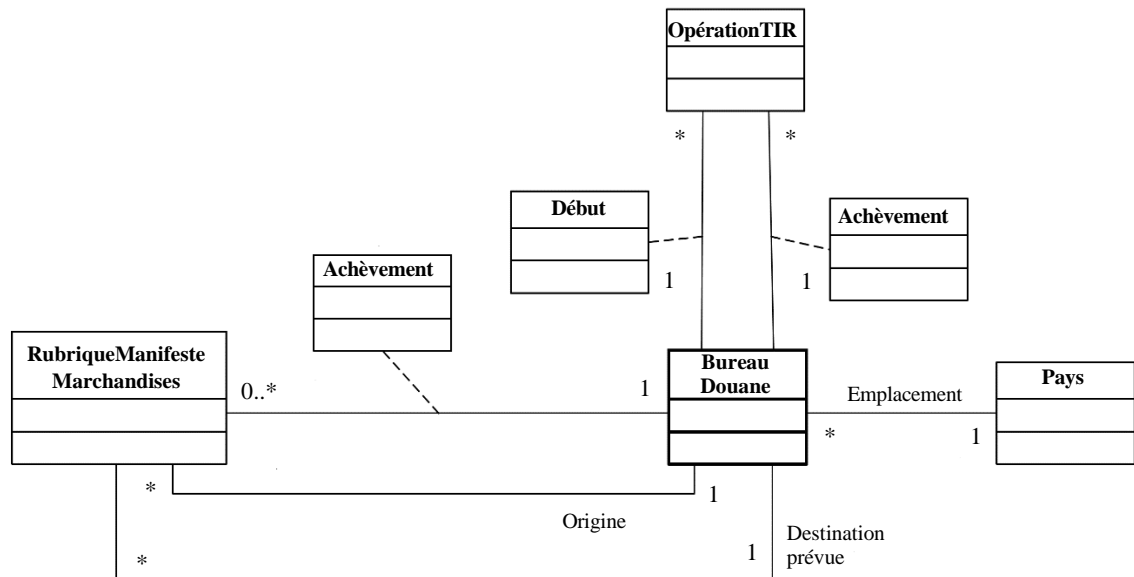 OpérationTIR
*
*
Début
Achèvement
Achèvement
1
1
RubriqueManifeste
Marchandises
Bureau
Douane
Pays
0..*
1
Emplacement
*
1
*
1
Origine
*
1
Destination
prévue